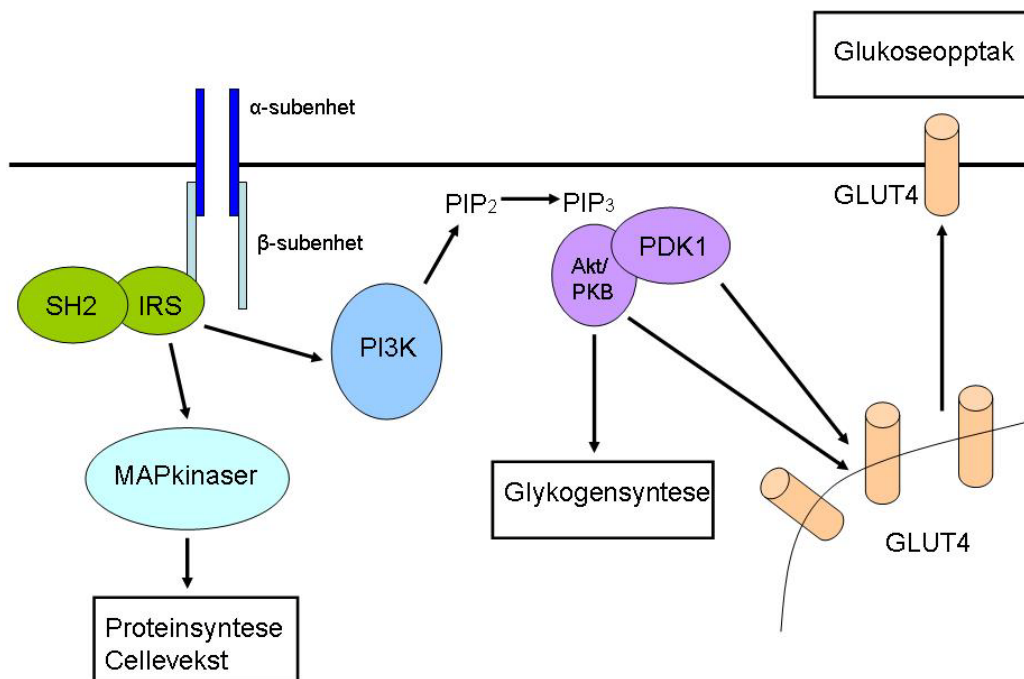 Glukoseopptak
α-subenhet
GLUT4
PIP₂
PIP₃
β-subenhet
PDK1
Akt/
PKB
SH2
IRS
PI3K
MAPkinaser
Glykogensyntese
GLUT4
Proteinsyntese
Cellevekst